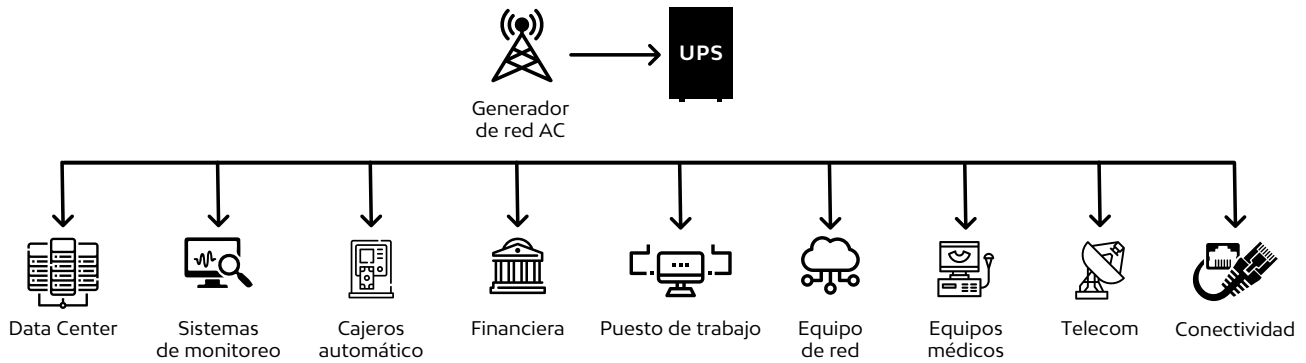 UPS
Generador
de red AC
Data Center
Sistemas
de monitoreo
Cajeros
automático
Financiera
Puesto de trabajo
Equipo
de red
Equipos
médicos
Telecom
Conectividad